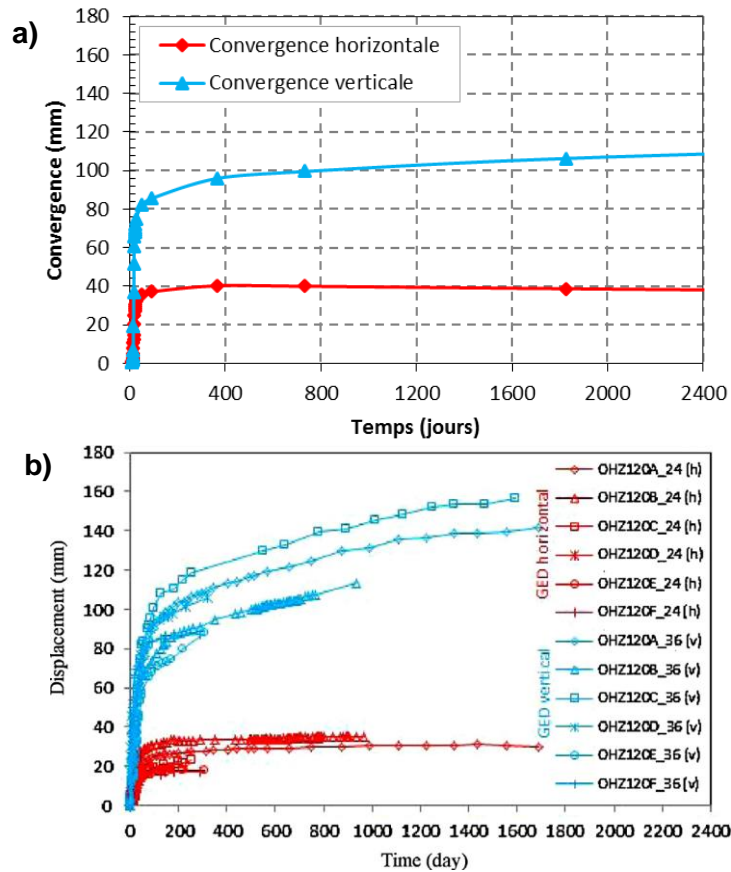 a)
180
160
140
120
100
80
60
40
20
0
Convergence (mm)
Convergence horizontale
Convergence verticale
0 400 800 1200 1600 2000 2400
Temps (jours)
b)
180
160
140
120
100
80
60
40
20
0
Displacement (mm)
GED horizontal
OHZ120A_24 (h)
OHZ120B_24 (h)
OHZ120C_24 (h)
OHZ120D_24 (h)
OHZ120E_24 (h)
OHZ120F_24 (h)
GED vertical
OHZ120A_36 (v)
OHZ120B_36 (v)
OHZ120C_36 (v)
OHZ120D_36 (v)
OHZ120E_36 (v)
OHZ120F_36 (v)
0 200 400 600 800 1000 1200 1400 1600 1800 2000 2200 2400
Time (day)